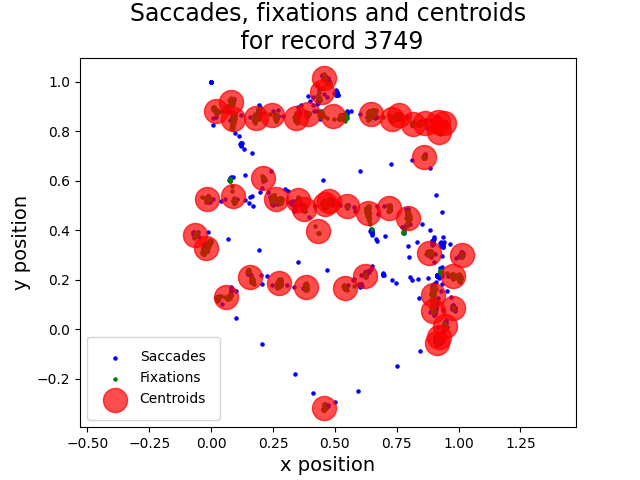 Saccades, fixations and centroids
for record 3749
1.0
0.8
0.6
0.4
0.2
0.0
−0.2
y position
Saccades
Fixations
Centroids
−0.50
−0.25
0.00
0.25
0.50
0.75
1.00
1.25
x position